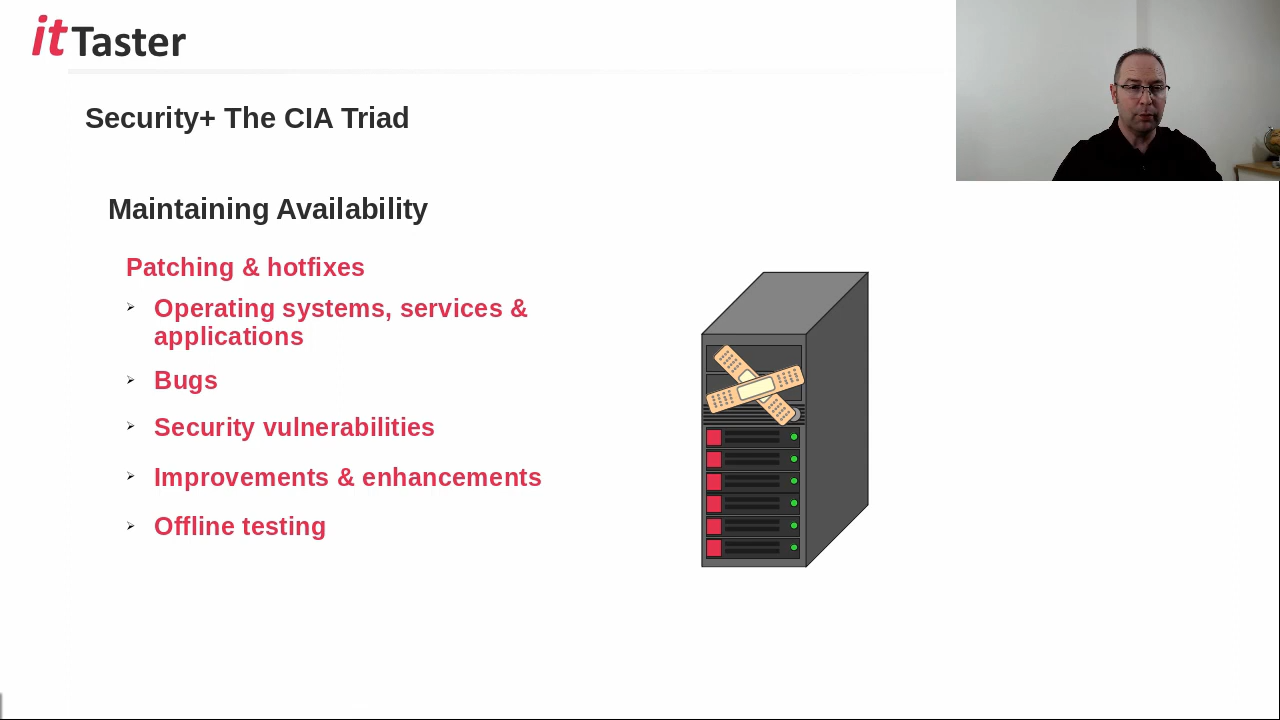 itTaster
Security+ The CIA Triad
Maintaining Availability
Patching & hotfixes
Operating systems, services &
applications
Bugs
Security vulnerabilities
Improvements & enhancements
Offline testing